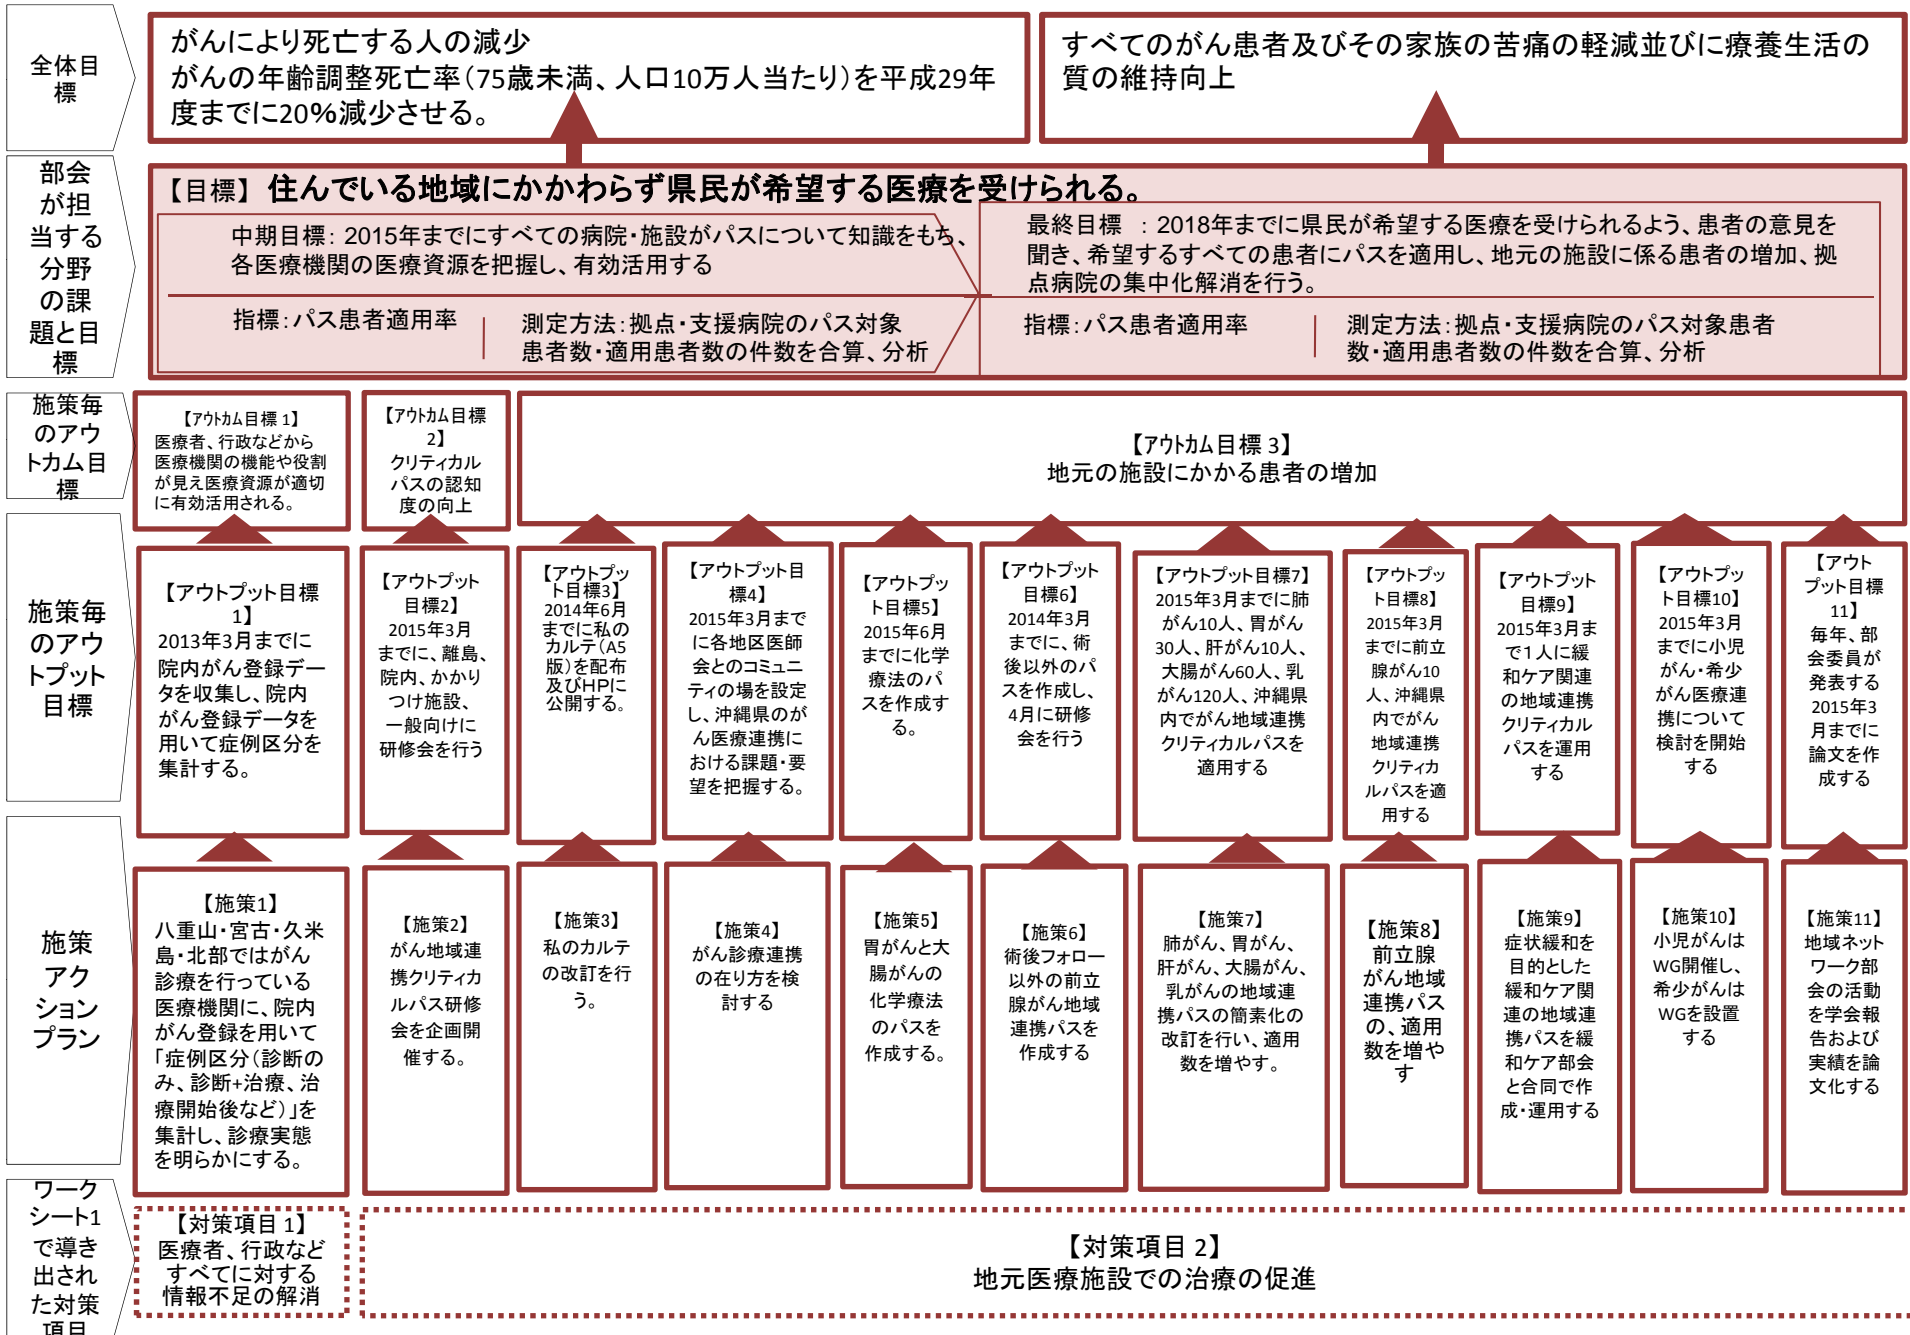 全体目
標
がんにより死亡する人の減少
がんの年齢調整死亡率(75歳未満、人口10万人当たり)を平成29年
度までに20%減少させる。
すべてのがん患者及びその家族の苦痛の軽減並びに療養生活の
質の維持向上
部会
が担
当する
分野
の課
題と目
標
【目標】 住んでいる地域にかかわらず県民が希望する医療を受けられる。
中期目標：2015年までにすべての病院・施設がパスについて知識をもち、
各医療機関の医療資源を把握し、有効活用する
指標：パス患者適用率
測定方法：拠点・支援病院のパス対象
患者数・適用患者数の件数を合算、分析
最終目標 ：2018年までに県民が希望する医療を受けられるよう、患者の意見を
聞き、希望するすべての患者にパスを適用し、地元の施設に係る患者の増加、拠
点病院の集中化解消を行う。
指標：パス患者適用率
測定方法：拠点・支援病院のパス対象患者
数・適用患者数の件数を合算、分析
施策毎
のアウ
トカム目
標
【アウトカム目標 1】
医療者、行政などから
医療機関の機能や役割
が見え医療資源が適切
に有効活用される。
【アウトカム目標
2】
クリティカル
パスの認知
度の向上
【アウトカム目標 3】
地元の施設にかかる患者の増加
施策毎
のアウ
トプット
目標
【アウトプット目標
1】
2013年3月までに
院内がん登録デー
タを収集し、院内
がん登録データを
用いて症例区分を
集計する。
【アウトプット
目標2】
2015年3月
までに、離島、
院内、かかり
つけ施設、
一般向けに
研修会を行う
【アウトプッ
ト目標3】
2014年6月
までに私の
カルテ(A5
版)を配布
及びHPに
公開する。
【アウトプット目
標4】
2015年3月まで
に各地区医師
会とのコミュニ
ティの場を設定
し、沖縄県のが
ん医療連携に
おける課題・要
望を把握する。
【アウトプッ
ト目標5】
2015年6月
までに化学
療法のパ
スを作成す
る。
【アウトプット
目標6】
2014年3月
までに、術
後以外のパ
スを作成し、
4月に研修
会を行う
【アウトプット目標7】
2015年3月までに肺
がん10人、胃がん
30人、肝がん10人、
大腸がん60人、乳
がん120人、沖縄県
内でがん地域連携
クリティカルパスを
適用する
【アウトプッ
ト目標8】
2015年3月
までに前立
腺がん10
人、沖縄県
内でがん
地域連携
クリティカ
ルパスを適
用する
【アウトプット
目標9】
2015年3月ま
で1人に緩
和ケア関連
の地域連携
クリティカル
パスを運用
する
【アウトプッ
ト目標10】
2015年3月
までに小児
がん・希少
がん医療連
携について
検討を開始
する
【アウト
プット目標
11】
毎年、部
会委員が
発表する
2015年3
月までに
論文を作
成する
施策
アク
ション
プラン
【施策1】
八重山・宮古・久米
島・北部ではがん
診療を行っている
医療機関に、院内
がん登録を用いて
「症例区分(診断の
み、診断+治療、治
療開始後など)」を
集計し、診療実態
を明らかにする。
【施策2】
がん地域連
携クリティカ
ルパス研修
会を企画開
催する。
【施策3】
私のカルテ
の改訂を行
う。
【施策4】
がん診療連携
の在り方を検
討する
【施策5】
胃がんと大
腸がんの
化学療法
のパスを
作成する。
【施策6】
術後フォロー
以外の前立
腺がん地域
連携パスを
作成する
【施策7】
肺がん、胃がん、
肝がん、大腸がん、
乳がんの地域連
携パスの簡素化の
改訂を行い、適用
数を増やす。
【施策8】
前立腺
がん地域
連携パス
の、適用
数を増や
す
【施策9】
症状緩和を
目的とした
緩和ケア関
連の地域連
携パスを緩
和ケア部会
と合同で作
成・運用する
【施策10】
小児がんは
WG開催し、
希少がんは
WGを設置
する
【施策11】
地域ネット
ワーク部
会の活動
を学会報
告および
実績を論
文化する
ワーク
シート1
で導き
出され
た対策
項目
【対策項目 1】
医療者、行政など
すべてに対する
情報不足の解消
【対策項目 2】
地元医療施設での治療の促進